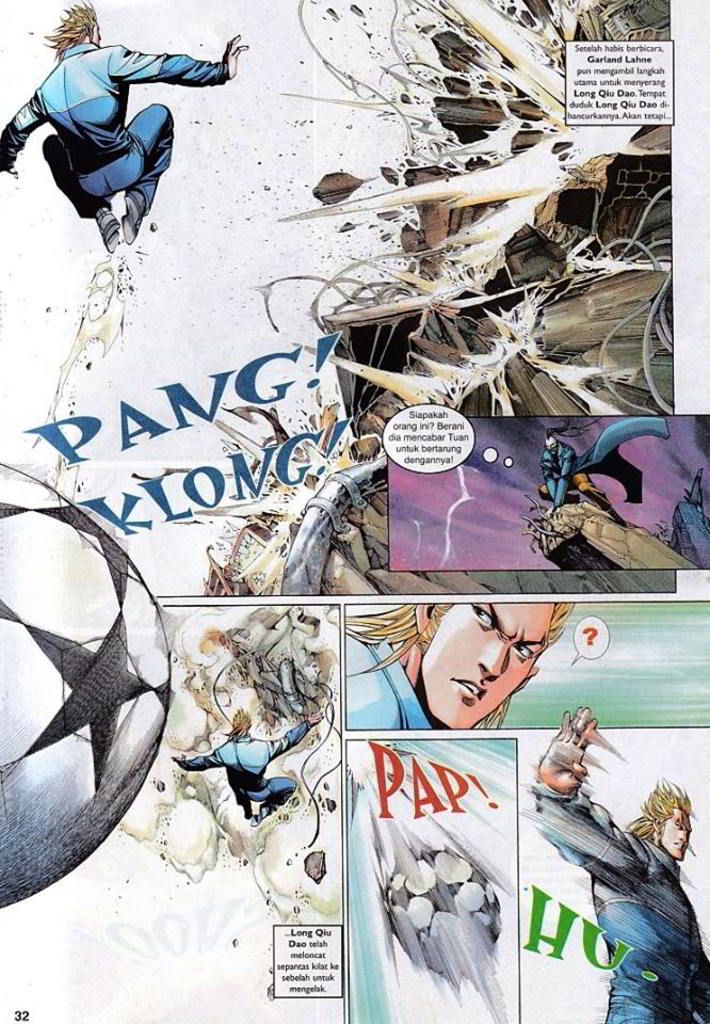 Setelah habis berbicara,
Garland Lahne
pun mengambil langkah
utama untuk menyerang
Long Qiu Dao. Tempat
duduk Long Qiu Dao di-
hancurkannya. Akan tetapi...
PANG!
KLONG!
Siapakah
orang ini? Berani
dia mencabar Tuan
untuk bertarung
dengannya!
...Long Qiu
Dao telah
meloncat
sepantas kilat ke
sebelah untuk
mengelak.
?
PAP!
HU.
32